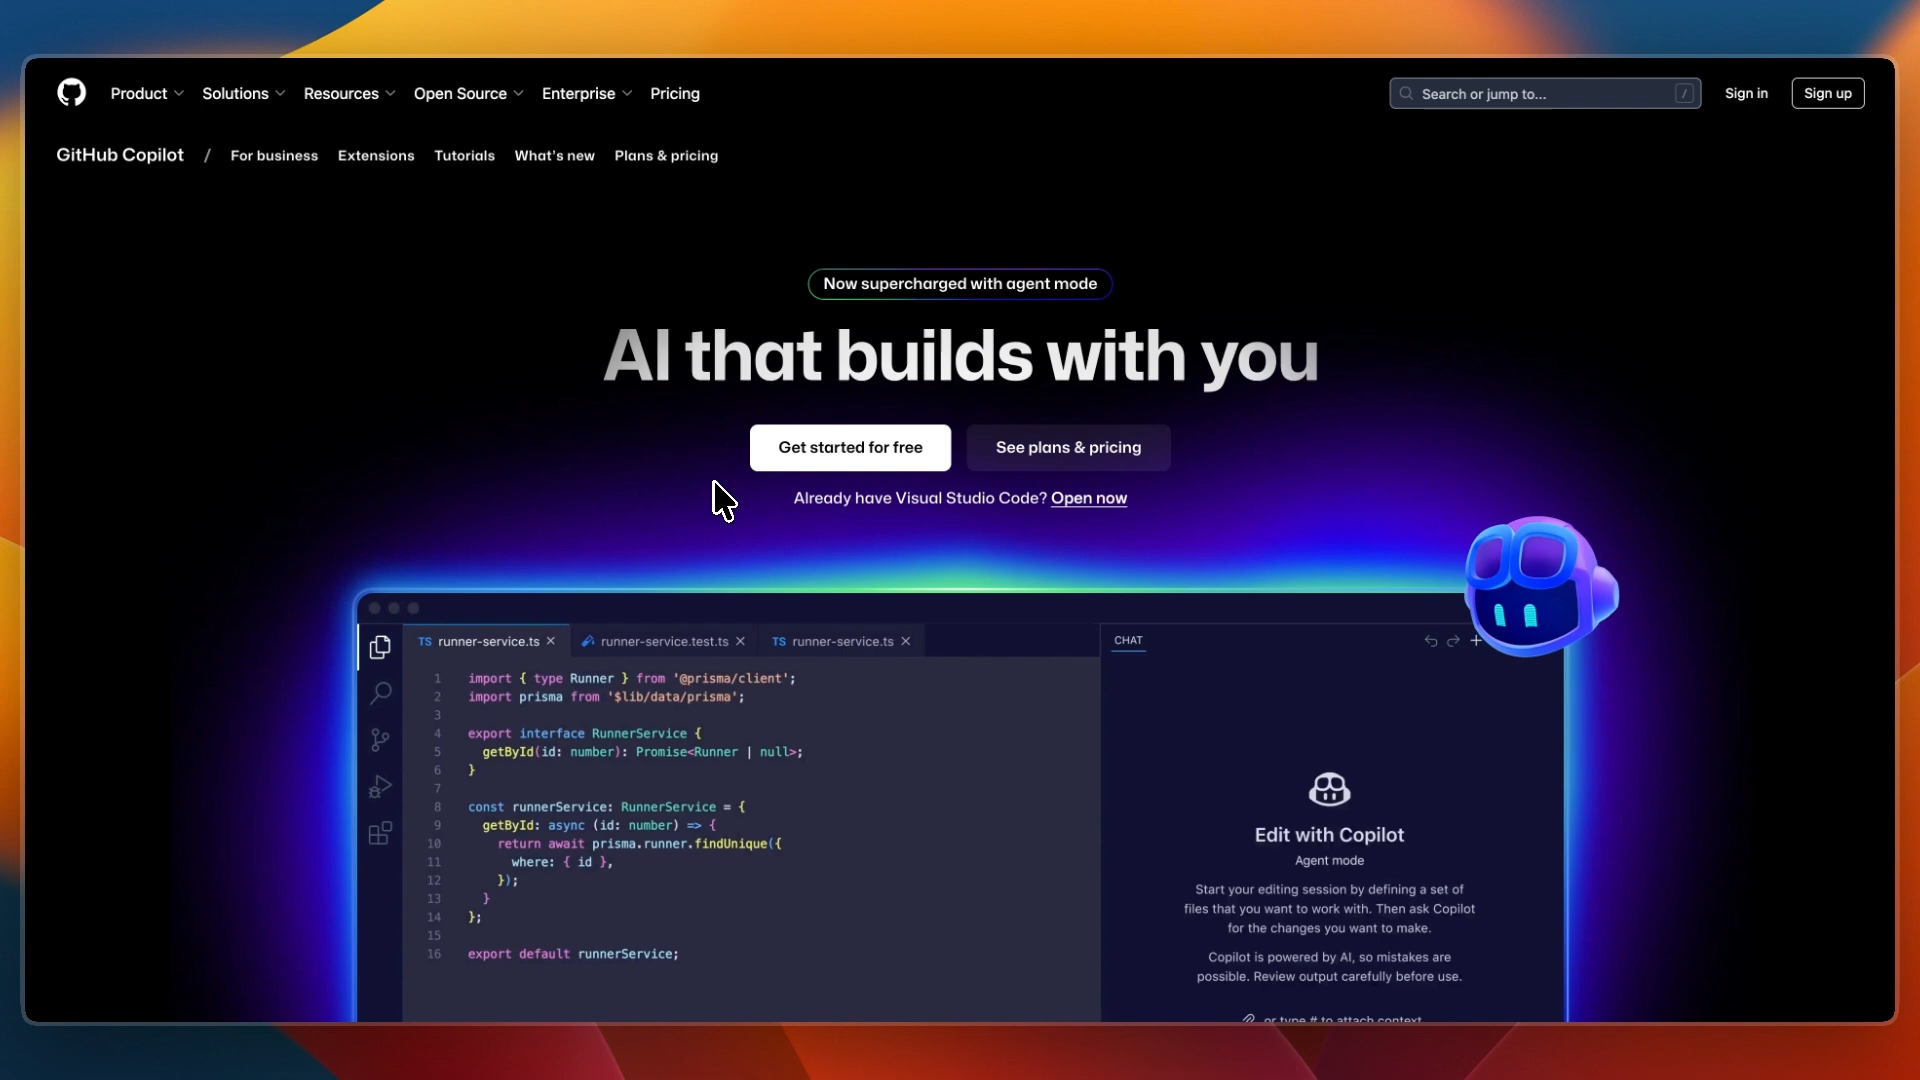 Product Solutions Resources Open Source Enterprise Pricing Search or jump to... / Sign in Sign up
GitHub Copilot / For business Extensions Tutorials What's new Plans & pricing
Now supercharged with agent mode
AI that builds with you
Get started for free See plans & pricing
Already have Visual Studio Code? Open now
TS runner-service.ts runner-service.test.ts TS runner-service.ts
1 import { type Runner } from '@prisma/client';
2 import prisma from '$lib/data/prisma';
3
4 export interface RunnerService {
5 getById(id: number): Promise<Runner | null>;
6 }
7
8 const runnerService: RunnerService = {
9 getById: async (id: number) => {
10 return await prisma.runner.findUnique({
11 where: { id },
12 });
13 }
14 };
15
16 export default runnerService;
CHAT
Edit with Copilot
Agent mode
Start your editing session by defining a set of
files that you want to work with. Then ask Copilot
for the changes you want to make.
Copilot is powered by AI, so mistakes are
possible. Review output carefully before use.
or type # to attach context